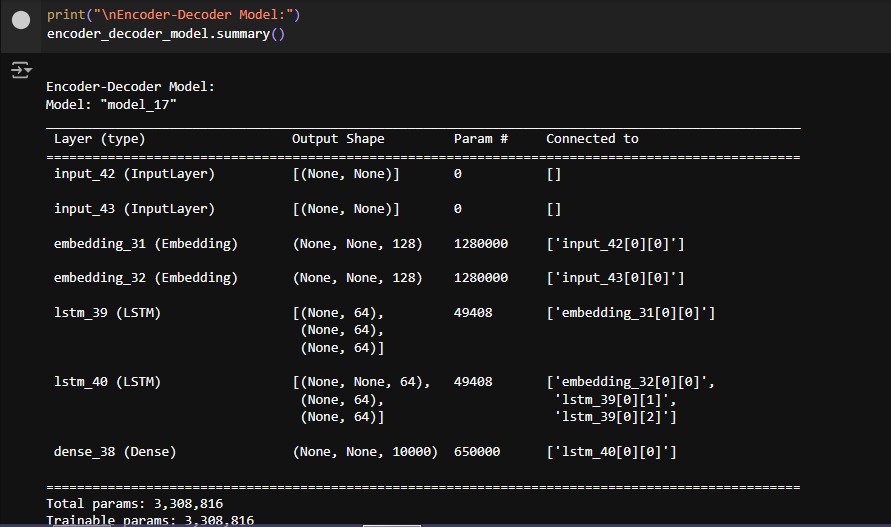 print("\nEncoder-Decoder Model:")
encoder_decoder_model.summary()
Encoder-Decoder Model:
Model: "model_17"
Layer (type) Output Shape Param # Connected to
input_42 (InputLayer) [(None, None)] 0 []
input_43 (InputLayer) [(None, None)] 0 []
embedding_31 (Embedding) (None, None, 128) 1280000 ['input_42[0][0]']
embedding_32 (Embedding) (None, None, 128) 1280000 ['input_43[0][0]']
lstm_39 (LSTM) [(None, 64), 49408 ['embedding_31[0][0]']
(None, 64),
(None, 64)]
lstm_40 (LSTM) [(None, None, 64), 49408 ['embedding_32[0][0]',
(None, 64), 'lstm_39[0][1]',
(None, 64)] 'lstm_39[0][2]']
dense_38 (Dense) (None, None, 10000) 650000 ['lstm_40[0][0]']
Total params: 3,308,816
Trainable params: 3,308,816